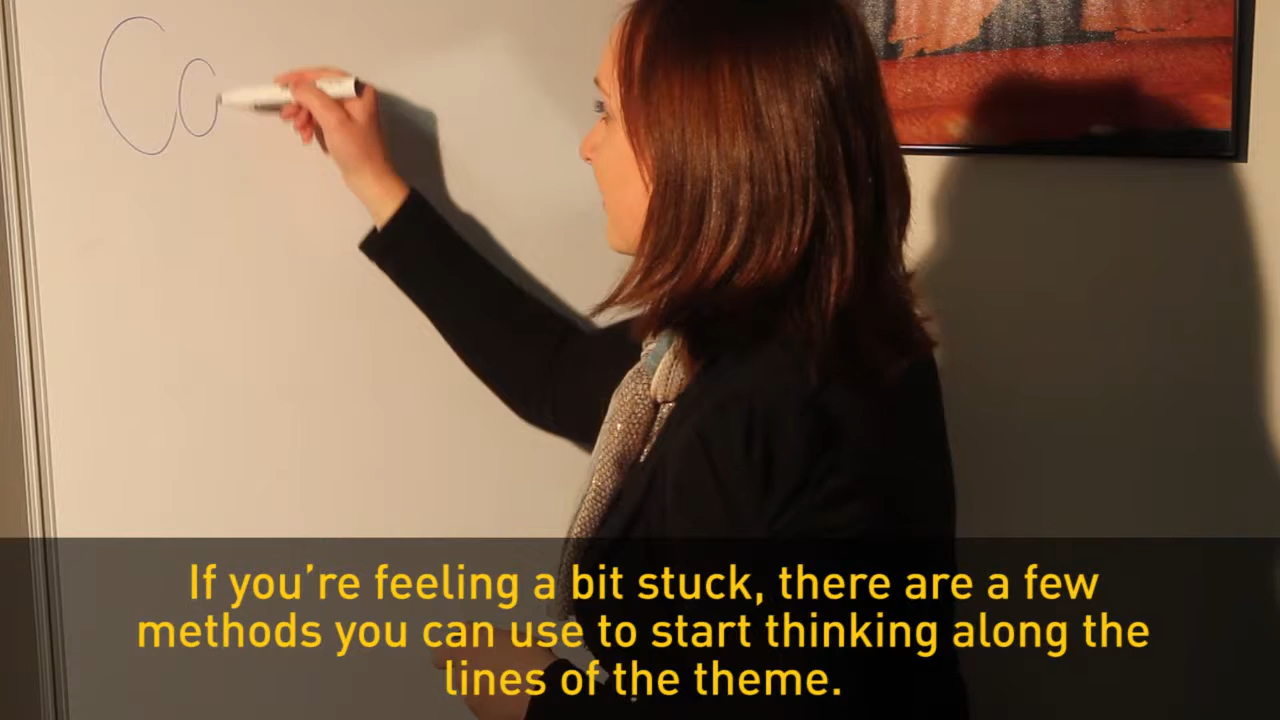 Co
If you're feeling a bit stuck, there are a few
methods you can use to start thinking along the
lines of the theme.